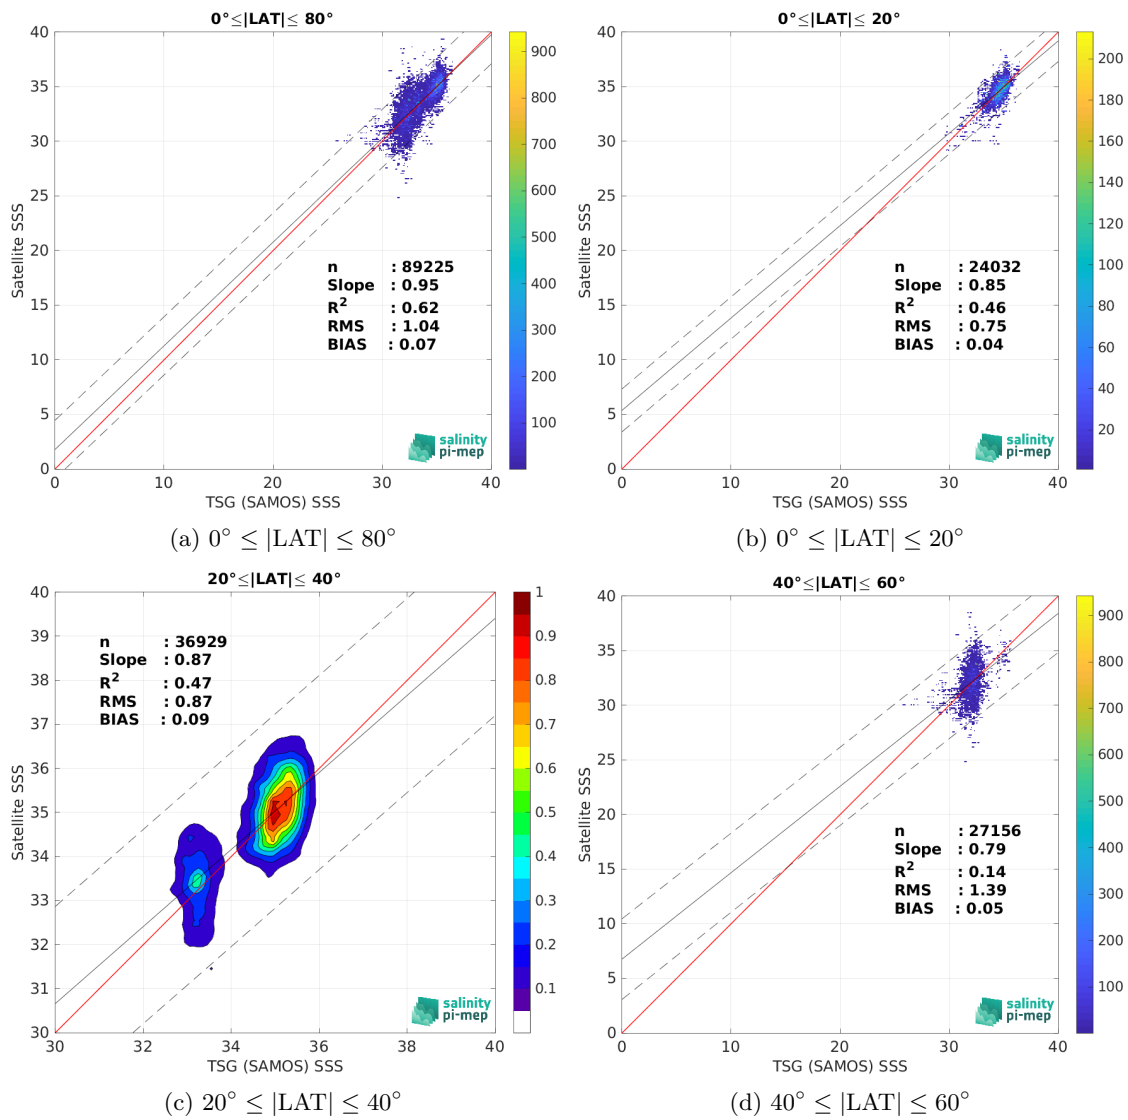 0°≤|LAT|≤ 80°
40
35
30
25
20
15
10
5
0
0
10
20
30
40
Satellite SSS
TSG (SAMOS) SSS
n : 89225
Slope : 0.95
R² : 0.62
RMS : 1.04
BIAS : 0.07
salinity
pi-mep
900
800
700
600
500
400
300
200
100
(a) 0° ≤ |LAT| ≤ 80°
0°≤|LAT|≤ 20°
40
35
30
25
20
15
10
5
0
0
10
20
30
40
Satellite SSS
TSG (SAMOS) SSS
n : 24032
Slope : 0.85
R² : 0.46
RMS : 0.75
BIAS : 0.04
salinity
pi-mep
200
180
160
140
120
100
80
60
40
20
(b) 0° ≤ |LAT| ≤ 20°
20°≤|LAT|≤ 40°
40
39
38
37
36
35
34
33
32
31
30
30
32
34
36
38
40
Satellite SSS
TSG (SAMOS) SSS
n : 36929
Slope : 0.87
R² : 0.47
RMS : 0.87
BIAS : 0.09
salinity
pi-mep
1
0.9
0.8
0.7
0.6
0.5
0.4
0.3
0.2
0.1
(c) 20° ≤ |LAT| ≤ 40°
40°≤|LAT|≤ 60°
40
35
30
25
20
15
10
5
0
0
10
20
30
40
Satellite SSS
TSG (SAMOS) SSS
n : 27156
Slope : 0.79
R² : 0.14
RMS : 1.39
BIAS : 0.05
salinity
pi-mep
900
800
700
600
500
400
300
200
100
(d) 40° ≤ |LAT| ≤ 60°